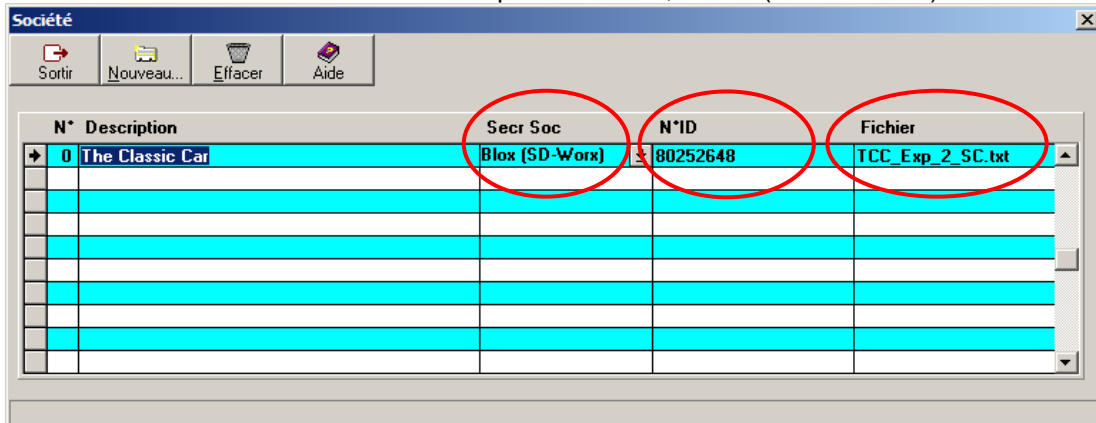 Société
Sortir Nouveau... Effacer Aide
N° Description Secr Soc N°ID Fichier
0 The Classic Car Blox (SD-Worx) 80252648 TCC_Exp_2_SC.txt